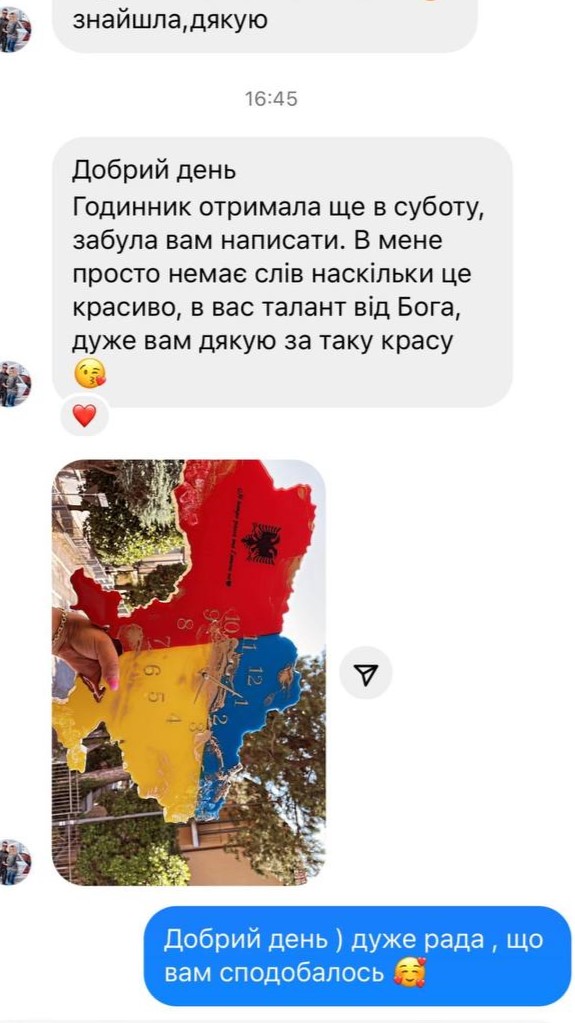 знайшла,дякую
16:45
Добрий день
Годинник отримала ще в суботу,
забула вам написати. В мене
просто немає слів наскільки це
красиво, в вас талант від Бога,
дуже вам дякую за таку красу
😘
❤️
8
9
10
11
12
1
2
3
4
5
6
7
Добрий день ) дуже рада , що
вам сподобалось 🥰